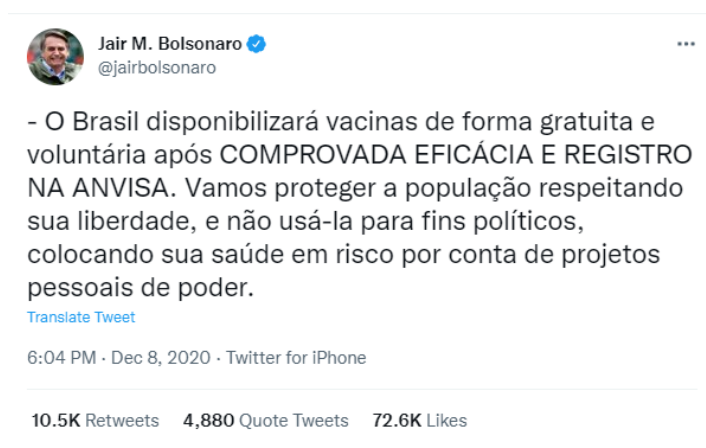 Jair M. Bolsonaro
@jairbolsonaro
- O Brasil disponibilizará vacinas de forma gratuita e
voluntária após COMPROVADA EFICÁCIA E REGISTRO
NA ANVISA. Vamos proteger a população respeitando
sua liberdade, e não usá-la para fins políticos,
colocando sua saúde em risco por conta de projetos
pessoais de poder.
Translate Tweet
6:04 PM · Dec 8, 2020 · Twitter for iPhone
10.5K Retweets 4,880 Quote Tweets 72.6K Likes